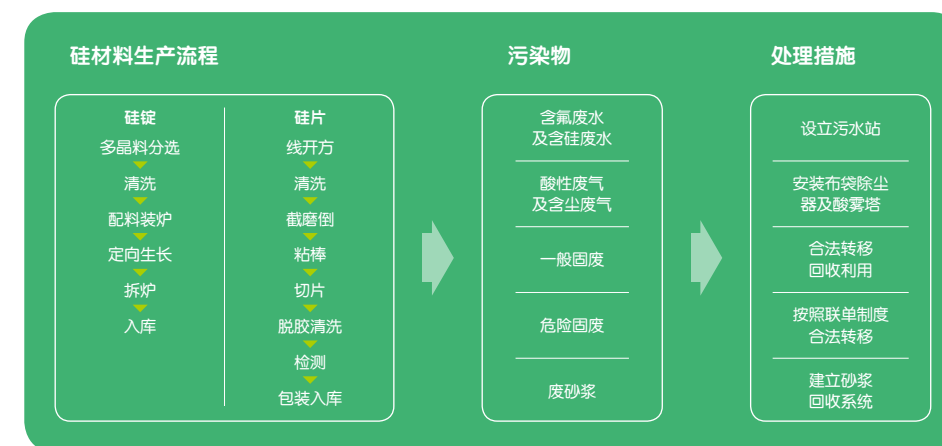 硅材料生产流程
硅锭
多晶料分选
清洗
配料装炉
定向生长
拆炉
入库
硅片
线开方
清洗
截磨倒
粘棒
切片
脱胶清洗
检测
包装入库
污染物
含氟废水
及含硅废水
酸性废气
及含尘废气
一般固废
危险固废
废砂浆
处理措施
设立污水站
安装布袋除尘
器及酸雾塔
合法转移
回收利用
按照联单制度
合法转移
建立砂浆
回收系统